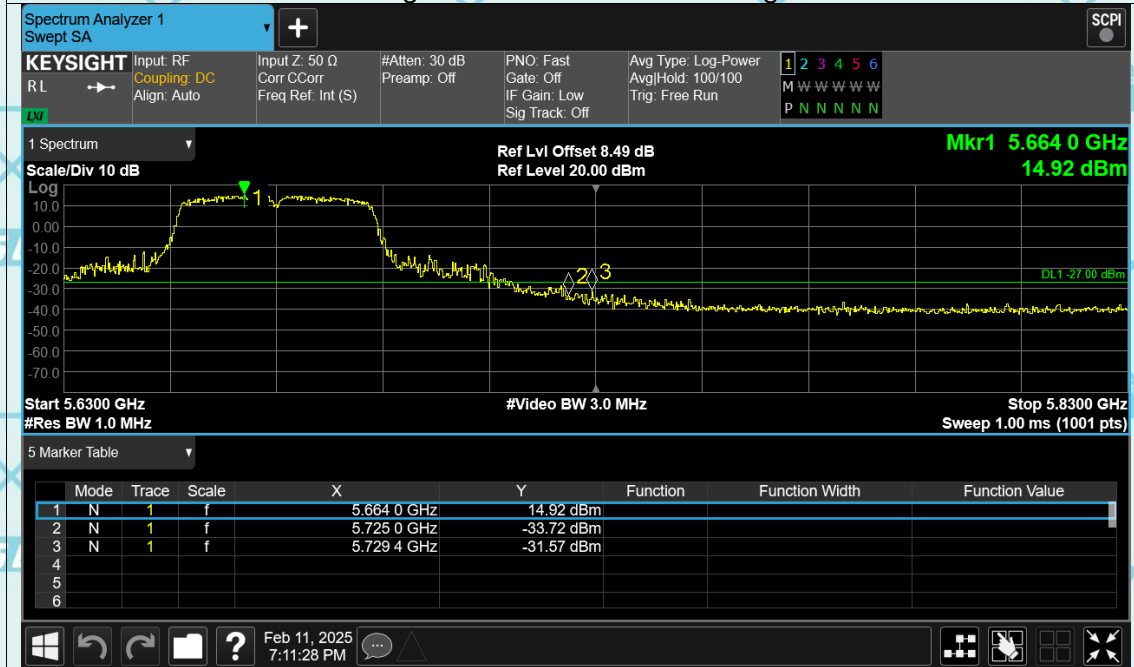 Spectrum Analyzer 1
Swept SA
+
SCPI
KEYSIGHT Input: RF Input Z: 50 Ω #Atten: 30 dB PNO: Fast Avg Type: Log-Power 1 2 3 4 5 6
RL Coupling: DC Corr CCorr Preamp: Off Gate: Off Avg|Hold: 100/100 M W W W W W W
Align: Auto Freq Ref: Int (S) IF Gain: Low Trig: Free Run
LXI Sig Track: Off P N N N N N N
1 Spectrum Ref Lvl Offset 8.49 dB Mkr1 5.664 0 GHz
Scale/Div 10 dB Ref Level 20.00 dBm 14.92 dBm
Log
10.0 1
0.00
-10.0
-20.0 2 3 DL1 -27.00 dBm
-30.0
-40.0
-50.0
-60.0
-70.0
Start 5.6300 GHz #Video BW 3.0 MHz Stop 5.8300 GHz
#Res BW 1.0 MHz Sweep 1.00 ms (1001 pts)
5 Marker Table
Mode Trace Scale X Y Function Function Width Function Value
1 N 1 f 5.664 0 GHz 14.92 dBm
2 N 1 f 5.725 0 GHz -33.72 dBm
3 N 1 f 5.729 4 GHz -31.57 dBm
4
5
6
? Feb 11, 2025
7:11:28 PM